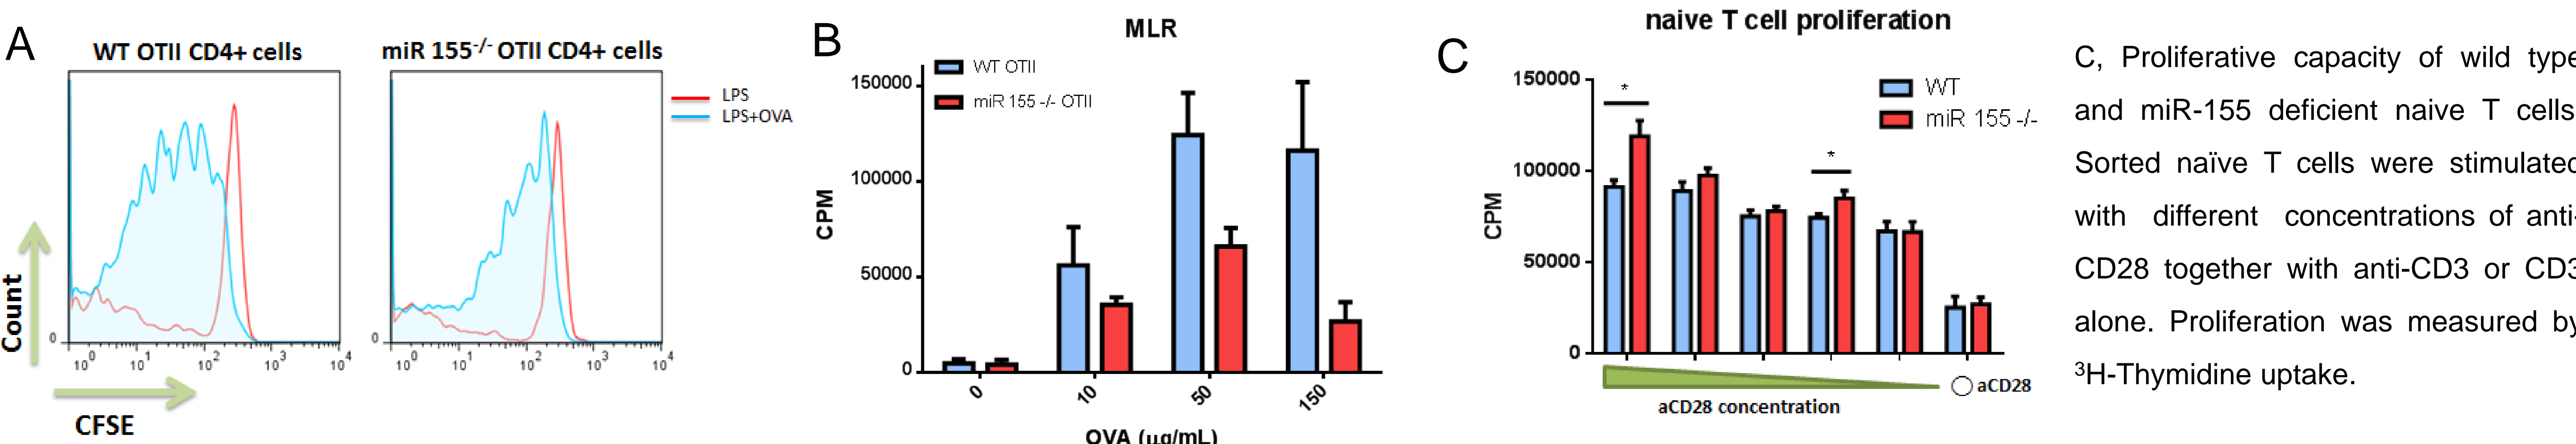 A
WT OTII CD4+ cells
miR 155-/- OTII CD4+ cells
LPS
LPS+OVA
Count
0
10^0 10^1 10^2 10^3 10^4
0
10^0 10^1 10^2 10^3 10^4
CFSE
B
MLR
WT OTII
miR 155 -/- OTII
CPM
150000
100000
50000
0
0 10 50 150
OVA (µg/mL)
C
naive T cell proliferation
WT
miR 155 -/-
CPM
150000
100000
50000
0
*
*
aCD28
aCD28 concentration
C, Proliferative capacity of wild type
and miR-155 deficient naive T cells
Sorted naïve T cells were stimulated
with different concentrations of anti-
CD28 together with anti-CD3 or CD3
alone. Proliferation was measured by
³H-Thymidine uptake.